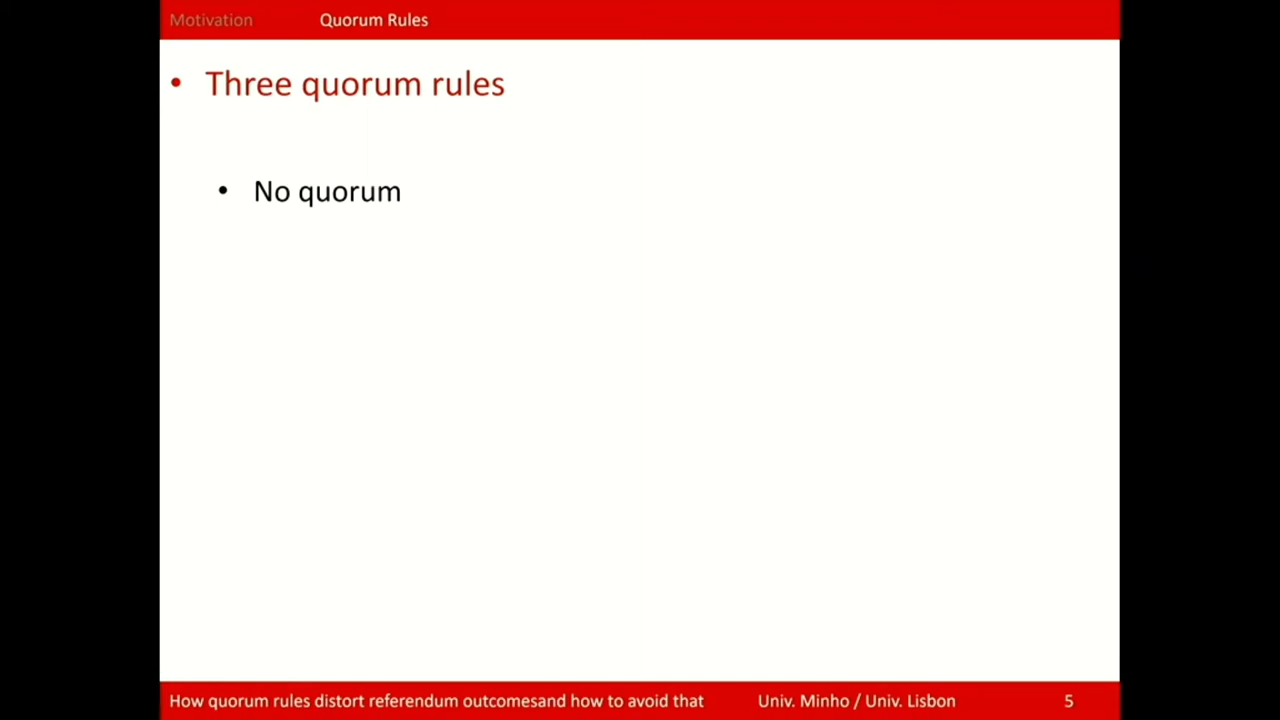 Motivation Quorum Rules
• Three quorum rules
• No quorum
How quorum rules distort referendum outcomesand how to avoid that Univ. Minho / Univ. Lisbon 5